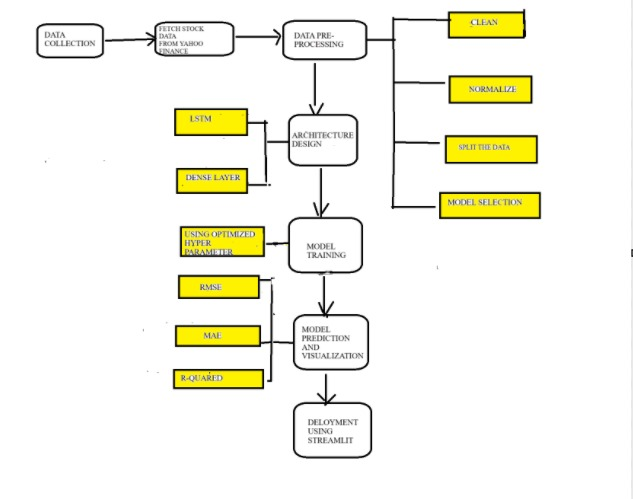 DATA
COLLECTION
FETCH STOCK
DATA
FROM YAHOO
FINANCE
DATA PRE-
PROCESSING
CLEAN
NORMALIZE
SPLIT THE DATA
MODEL SELECTION
LSTM
DENSE LAYER
ARCHITECTURE
DESIGN
USING OPTIMIZED
HYPER
PARAMETER
MODEL
TRAINING
RMSE
MAE
R-QUARED
MODEL
PREDICTION
AND
VISUALIZATION
DELOYMENT
USING
STREAMLIT